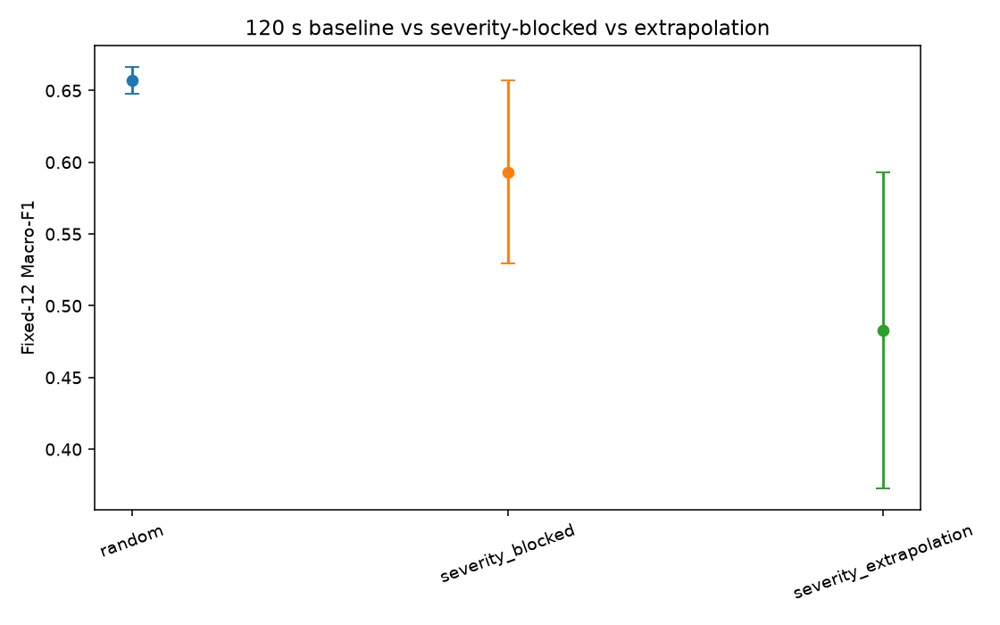 120 s baseline vs severity-blocked vs extrapolation
Fixed-12 Macro-F1
0.65
0.60
0.55
0.50
0.45
0.40
random
severity_blocked
severity_extrapolation